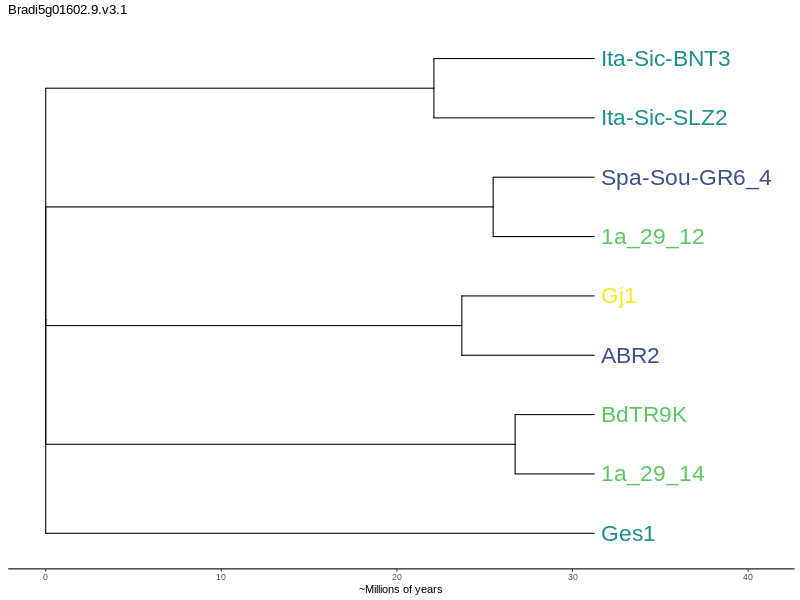 Bradi5g01602.9.v3.1
Ita-Sic-BNT3
Ita-Sic-SLZ2
Spa-Sou-GR6_4
1a_29_12
Gj1
ABR2
BdTR9K
1a_29_14
Ges1
0 10 20 30 40
~Millions of years